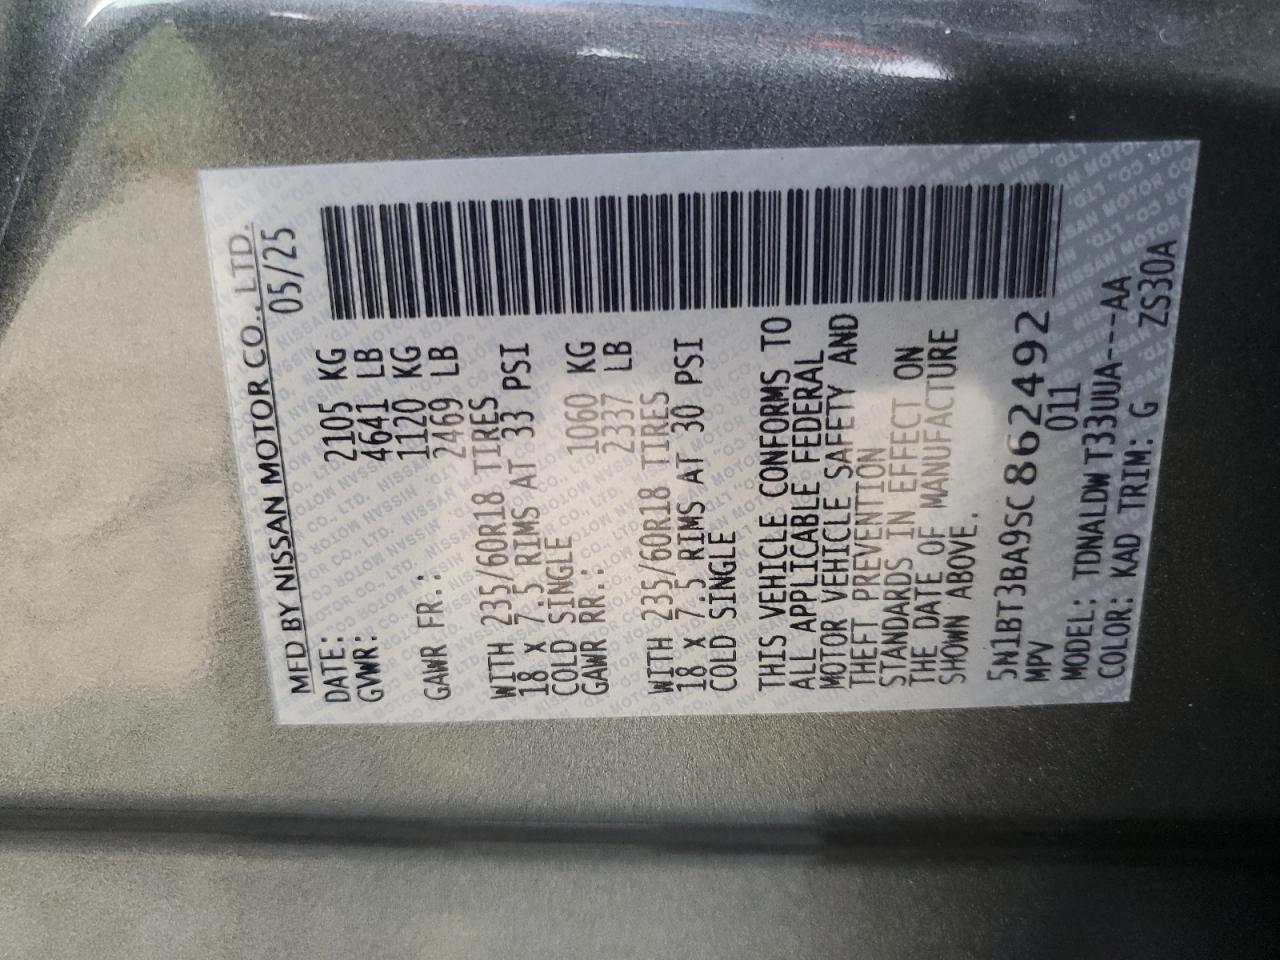 MFD BY NISSAN MOTOR CO., LTD.
DATE: 05/25
GVWR: 2105 KG
4641 LB
GAWR FR.: 1120 KG
2469 LB
WITH 235/60R18 TIRES
18 X 7.5 RIMS AT 33 PSI
COLD SINGLE
GAWR RR.: 1060 KG
2337 LB
WITH 235/60R18 TIRES
18 X 7.5 RIMS AT 30 PSI
COLD SINGLE
THIS VEHICLE CONFORMS TO
ALL APPLICABLE FEDERAL
MOTOR VEHICLE SAFETY AND
THEFT PREVENTION
STANDARDS IN EFFECT ON
THE DATE OF MANUFACTURE
SHOWN ABOVE.
5N1BT3BA9SC862492
MPV 011
MODEL: TDNALDW T33UUA---AA
COLOR: KAD TRIM: G ZS30A